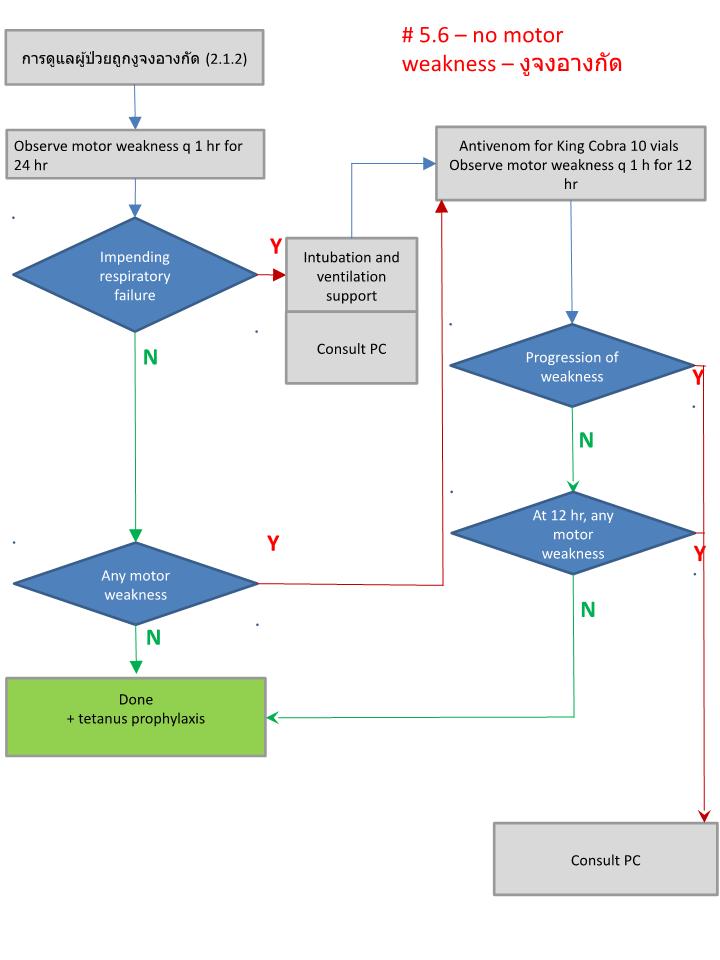 # 5.6 – no motor
weakness – งูจงอางกัด
การดูแลผู้ป่วยถูกงูจงอางกัด (2.1.2)
Observe motor weakness q 1 hr for
24 hr
Impending
respiratory
failure
Y
N
Intubation and
ventilation
support
Consult PC
Antivenom for King Cobra 10 vials
Observe motor weakness q 1 h for 12
hr
Progression of
weakness
Y
N
At 12 hr, any
motor
weakness
Y
N
Any motor
weakness
Y
N
Done
+ tetanus prophylaxis
Consult PC